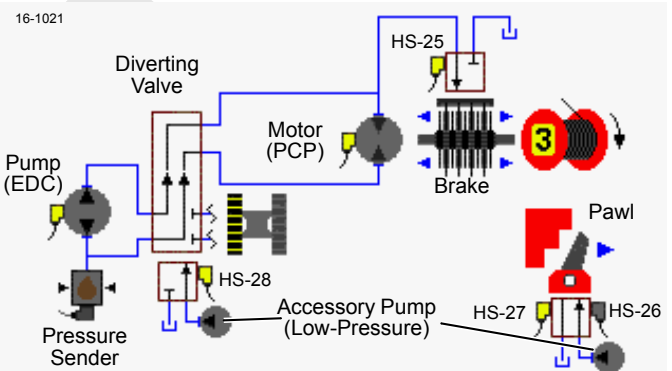 16-1021
HS-25
Diverting
Valve
Motor
(PCP)
3
Pump
(EDC)
Brake
Pawl
HS-28
Accessory Pump
(Low-Pressure)
HS-27
HS-26
Pressure
Sender